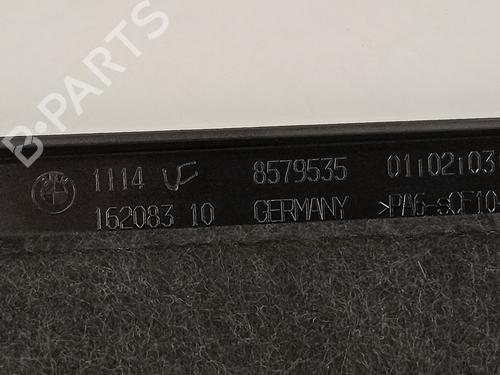 B-PARTS
1114 8579535 01 02 03
162083 10 GERMANY >PA6-sCF10-